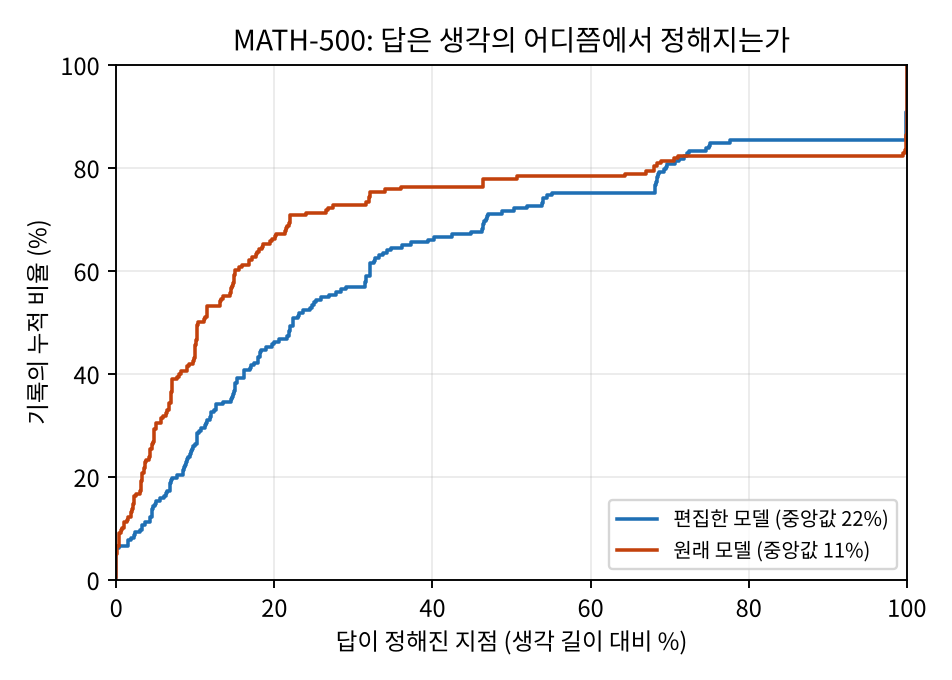 MATH-500: 답은 생각의 어디쯤에서 정해지는가
기록의 누적 비율 (%)
100
80
60
40
20
0
편집한 모델 (중앙값 22%)
원래 모델 (중앙값 11%)
0 20 40 60 80 100
답이 정해진 지점 (생각 길이 대비 %)